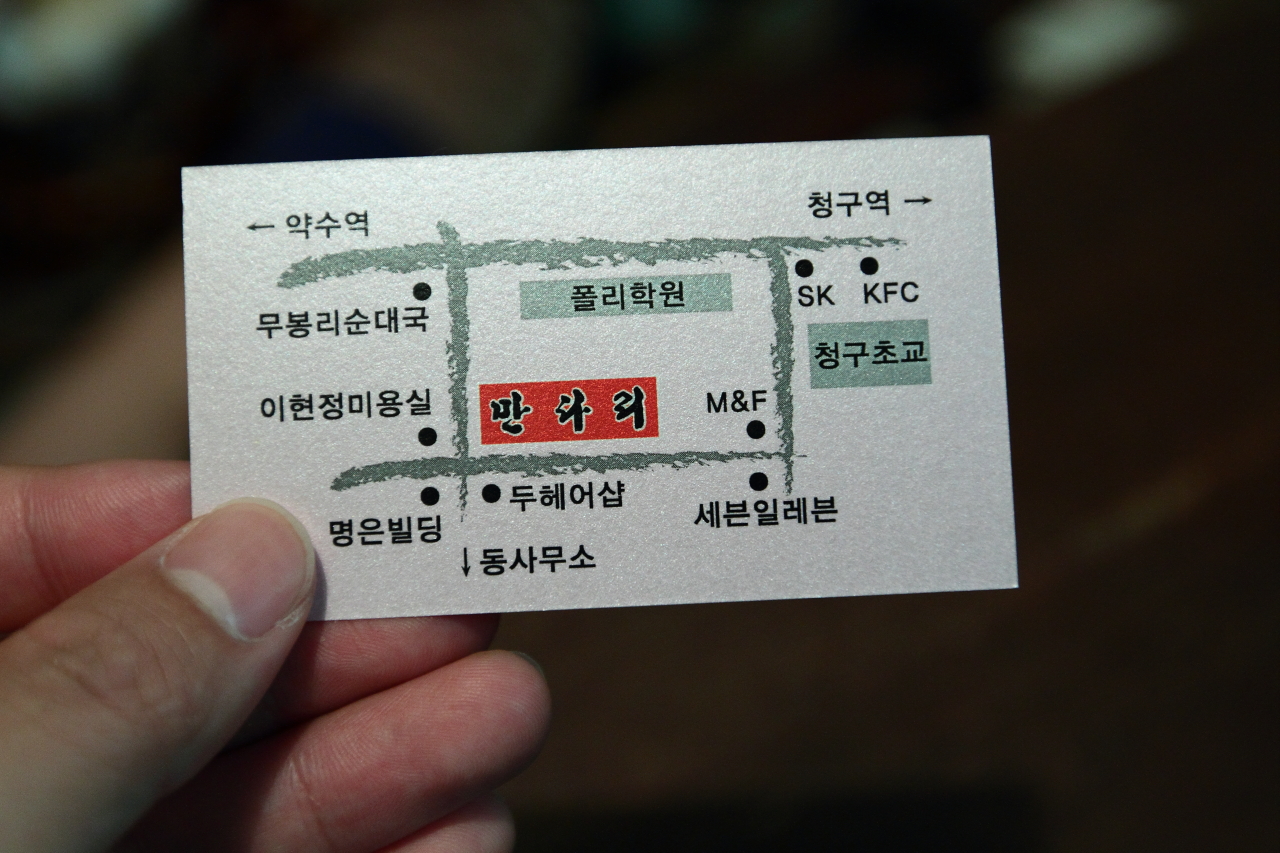 ← 약수역
청구역 →
폴리학원
SK
KFC
무봉리순대국
청구초교
이현정미용실
만사리
M&F
두헤어샵
세븐일레븐
명은빌딩
↓동사무소